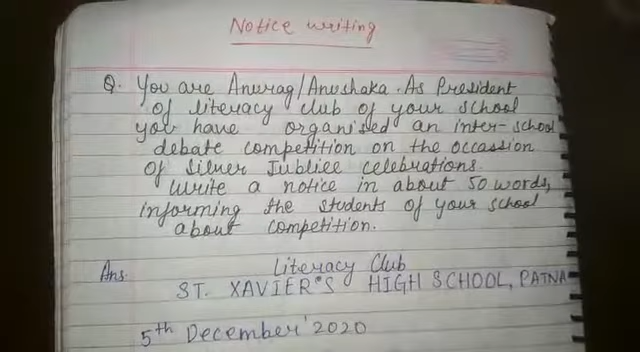 Notice writing
Q. You are Anurag/Anushaka. As President
of literacy club of your school
you have organised an inter-school
debate competition on the occassion
of Silver Jubliee celebrations.
Write a notice in about 50 words,
informing the students of your school
about competition.
Ans. Literacy Club
ST. XAVIER'S HIGH SCHOOL, PATNA
5th December' 2020